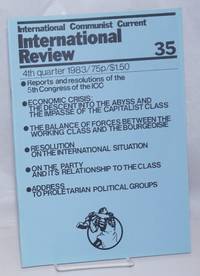 International Communist Current
International
Review
35
4th quarter 1983/75p/$1.50
● Reports and resolutions of the
5th Congress of the ICC
● ECONOMIC CRISIS:
THE DESCENT INTO THE ABYSS AND
THE IMPASSE OF THE CAPITALIST CLASS
● THE BALANCE OF FORCES BETWEEN THE
WORKING CLASS AND THE BOURGEOISIE
● RESOLUTION
ON THE INTERNATIONAL SITUATION
● ON THE PARTY
AND ITS RELATIONSHIP TO THE CLASS
● ADDRESS
TO PROLETARIAN POLITICAL GROUPS